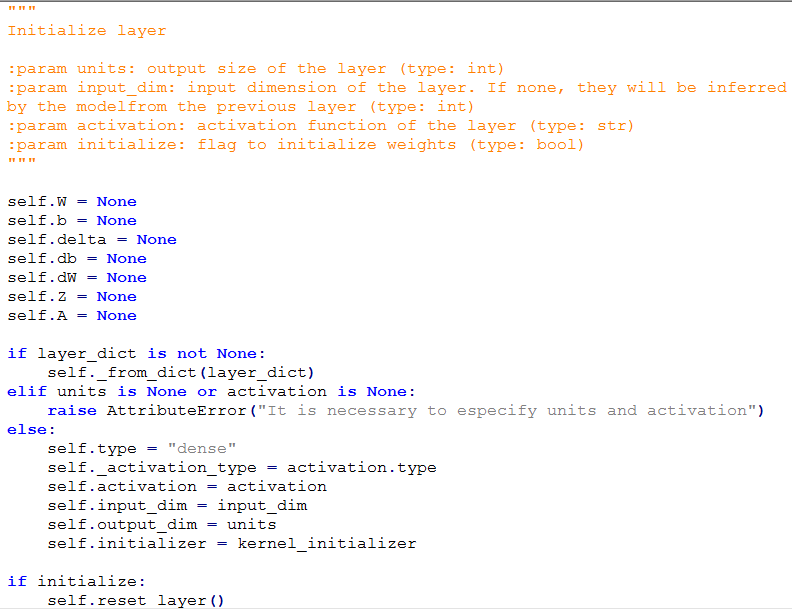 """
Initialize layer
:param units: output size of the layer (type: int)
:param input_dim: input dimension of the layer. If none, they will be inferred
by the modelfrom the previous layer (type: int)
:param activation: activation function of the layer (type: str)
:param initialize: flag to initialize weights (type: bool)
"""
self.W = None
self.b = None
self.delta = None
self.db = None
self.dW = None
self.Z = None
self.A = None
if layer_dict is not None:
    self._from_dict(layer_dict)
elif units is None or activation is None:
    raise AttributeError("It is necessary to especify units and activation")
else:
    self.type = "dense"
    self._activation_type = activation.type
    self.activation = activation
    self.input_dim = input_dim
    self.output_dim = units
    self.initializer = kernel_initializer
if initialize:
    self.reset_layer()